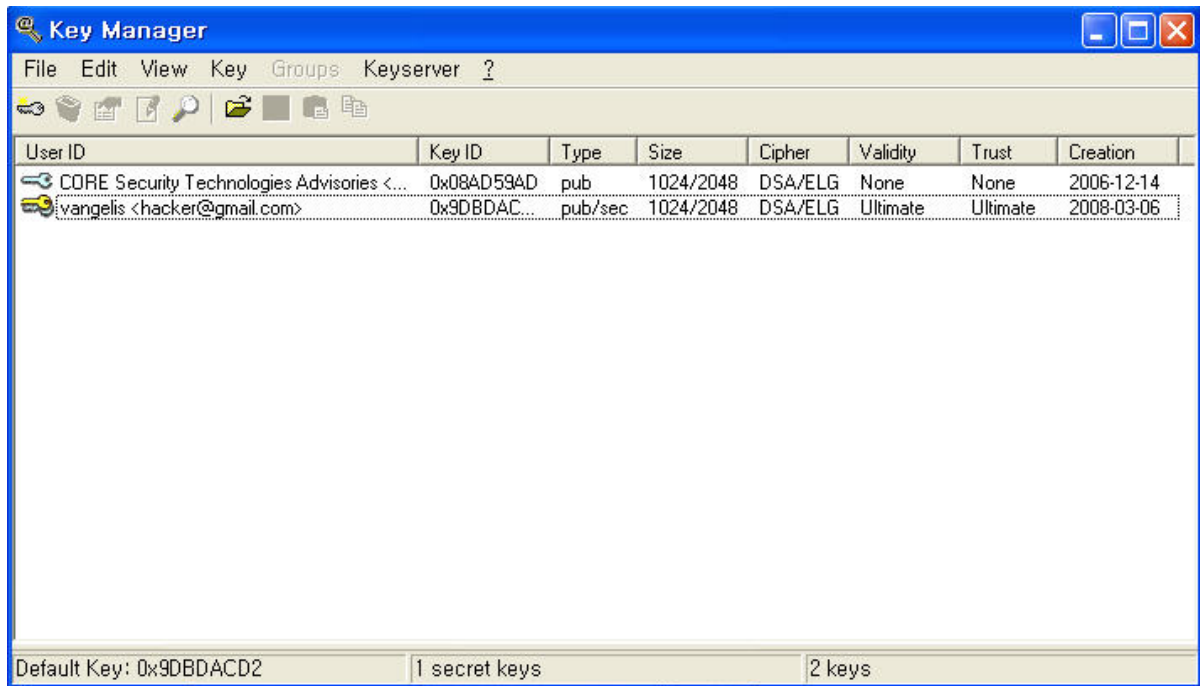 Key Manager
File Edit View Key Groups Keyserver ?
User ID Key ID Type Size Cipher Validity Trust Creation
CORE Security Technologies Advisories <... 0x08AD59AD pub 1024/2048 DSA/ELG None None 2006-12-14
vangelis <hacker@gmail.com> 0x9DBDAC... pub/sec 1024/2048 DSA/ELG Ultimate Ultimate 2008-03-06
Default Key: 0x9DBDACD2 1 secret keys 2 keys